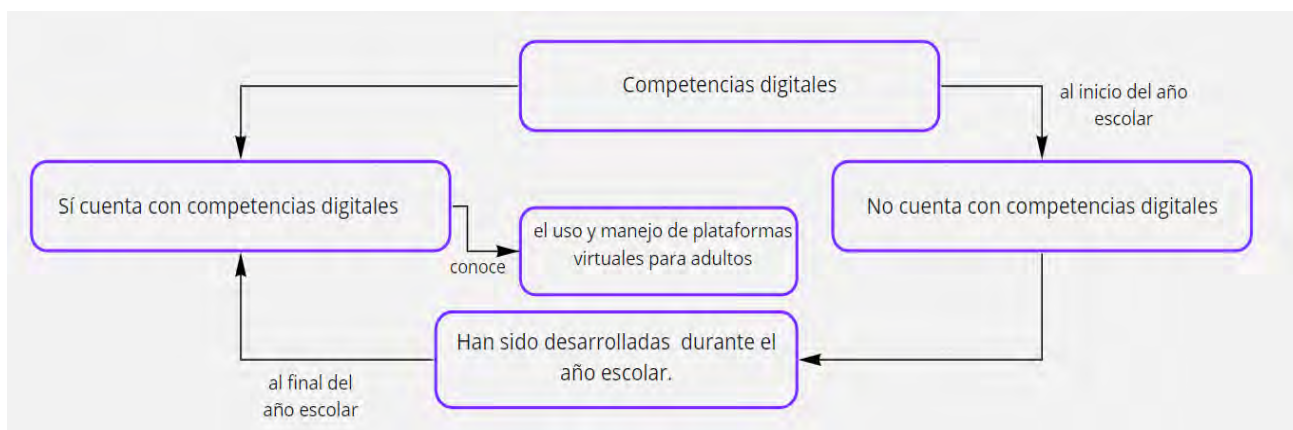 Competencias digitales
al inicio del año
escolar
Sí cuenta con competencias digitales
No cuenta con competencias digitales
el uso y manejo de plataformas
virtuales para adultos
conoce
Han sido desarrolladas durante el
año escolar.
al final del
año escolar